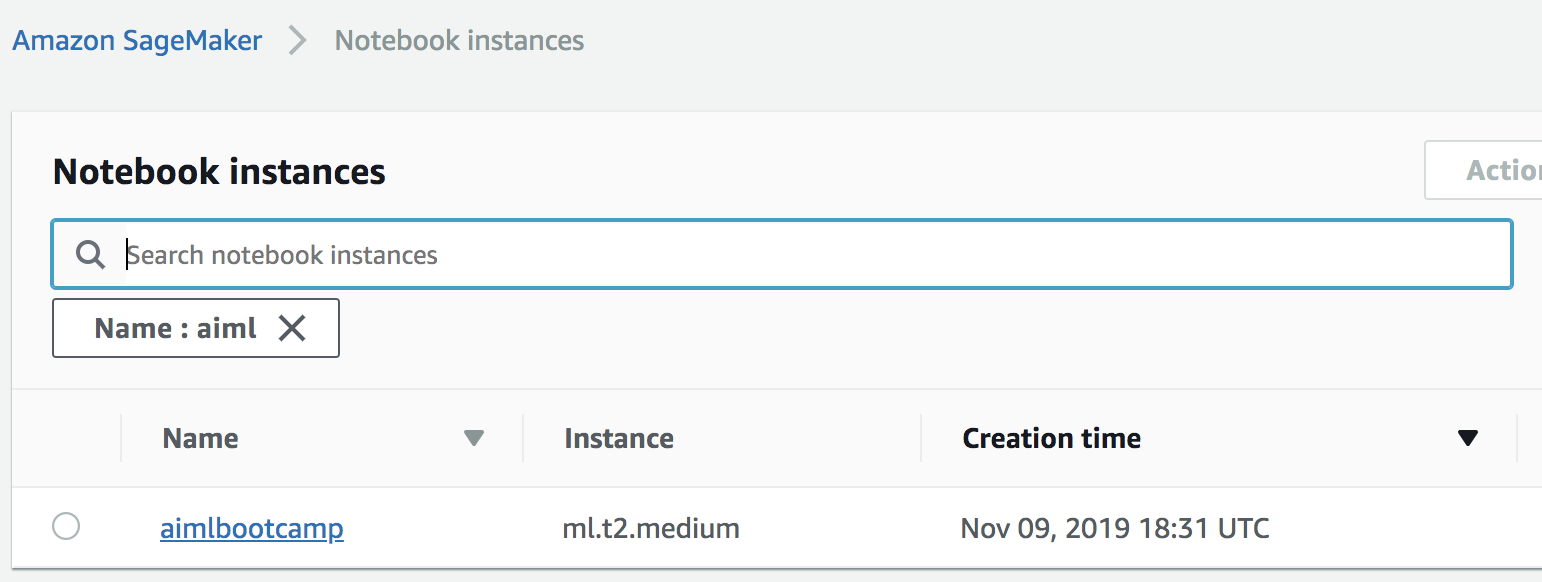 Amazon SageMaker > Notebook instances
Notebook instances
Search notebook instances
Name : aiml
Name Instance Creation time
aimlbootcamp ml.t2.medium Nov 09, 2019 18:31 UTC